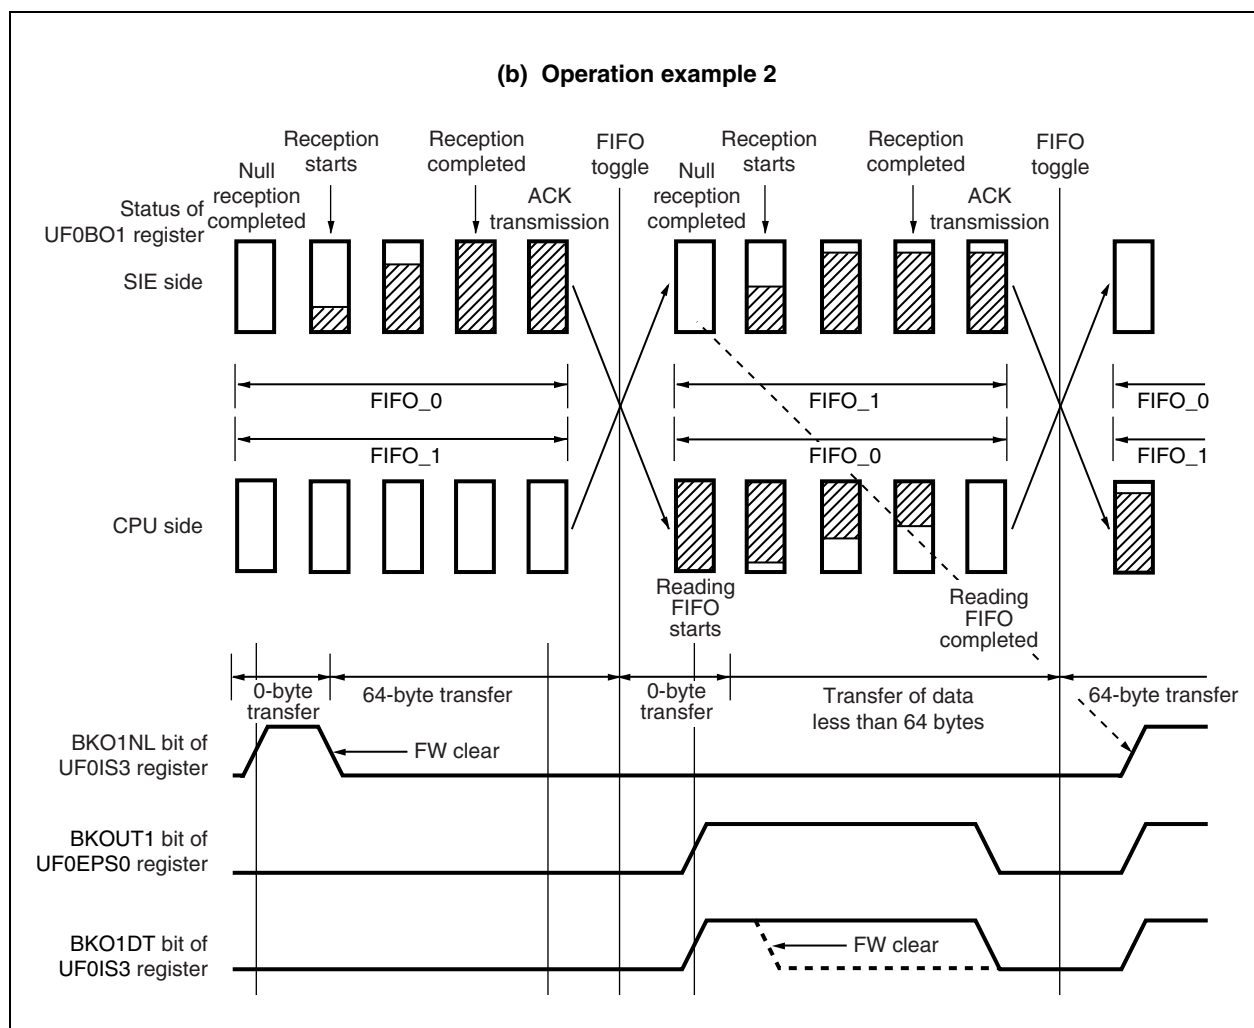 (b) Operation example 2
Reception
starts
Reception
completed
FIFO
toggle
Reception
starts
Reception
completed
FIFO
toggle
Null
reception
completed
ACK
transmission
Null
reception
completed
ACK
transmission
Status of
UF0BO1 register
SIE side
FIFO_0
FIFO_1
FIFO_0
FIFO_1
FIFO_0
FIFO_1
CPU side
Reading
FIFO
starts
Reading
FIFO
completed
0-byte
transfer
64-byte transfer
0-byte
transfer
Transfer of data
less than 64 bytes
64-byte transfer
BKO1NL bit of
UF0IS3 register
FW clear
BKOUT1 bit of
UF0EPS0 register
BKO1DT bit of
UF0IS3 register
FW clear